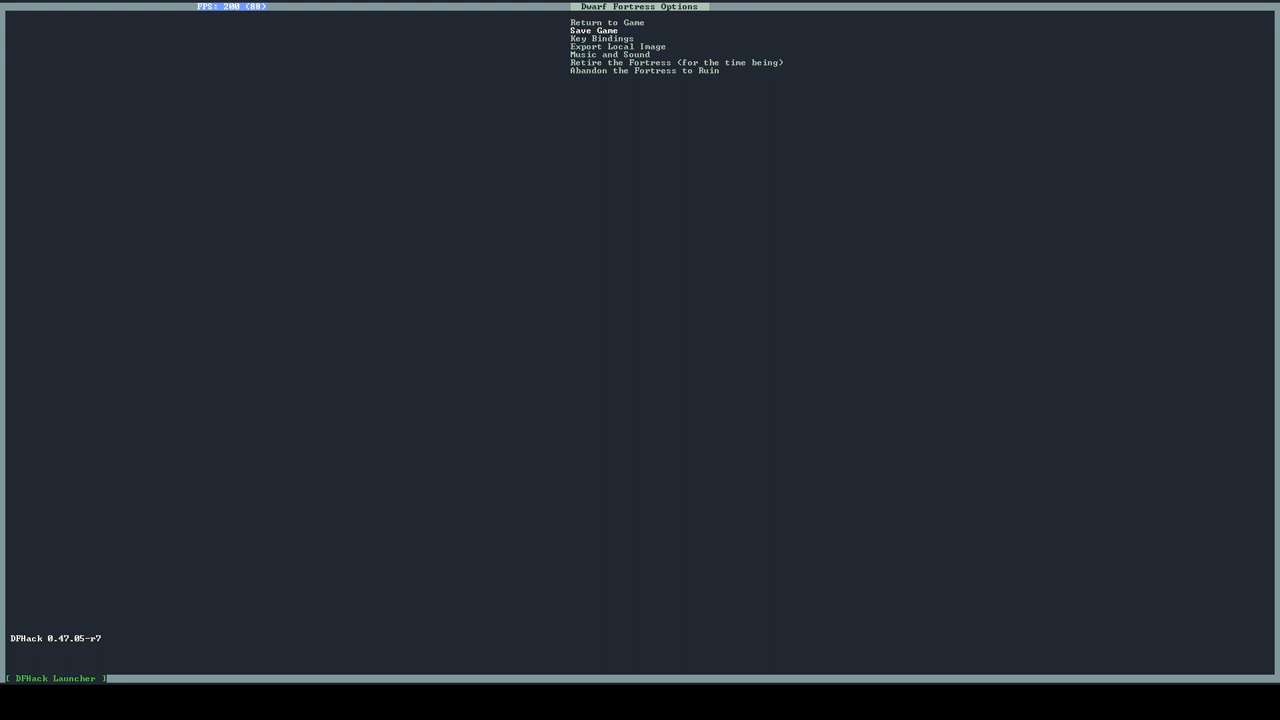 FPS: 200 (88)
Dwarf Fortress Options
Return to Game
Save Game
Key Bindings
Export Local Image
Music and Sound
Retire the Fortress (for the time being)
Abandon the Fortress to Ruin
DFHack 0.47.05-r7
[ DFHack Launcher ]